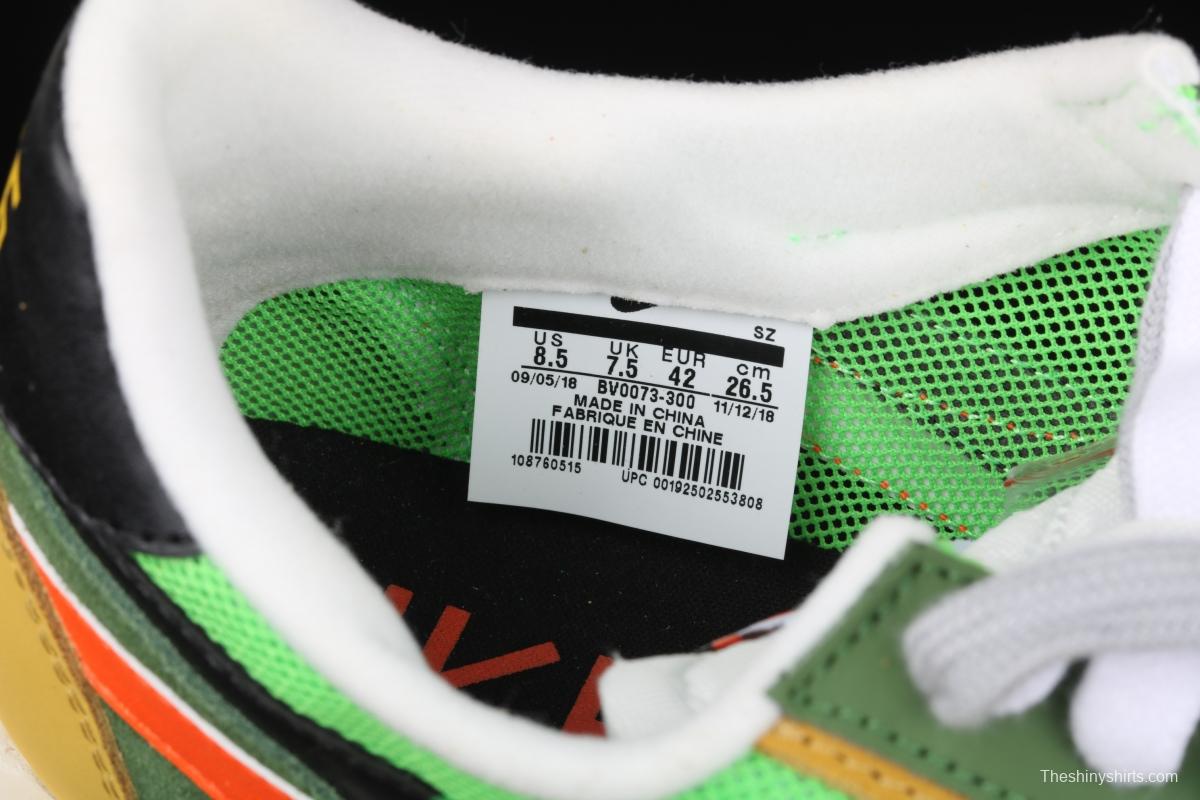 SZ
US UK EUR cm
8.5 7.5 42 26.5
09/05/18 BV0073-300 11/12/18
MADE IN CHINA
FABRIQUE EN CHINE
108760515 UPC 00192502553808
Theshinyshirts.com